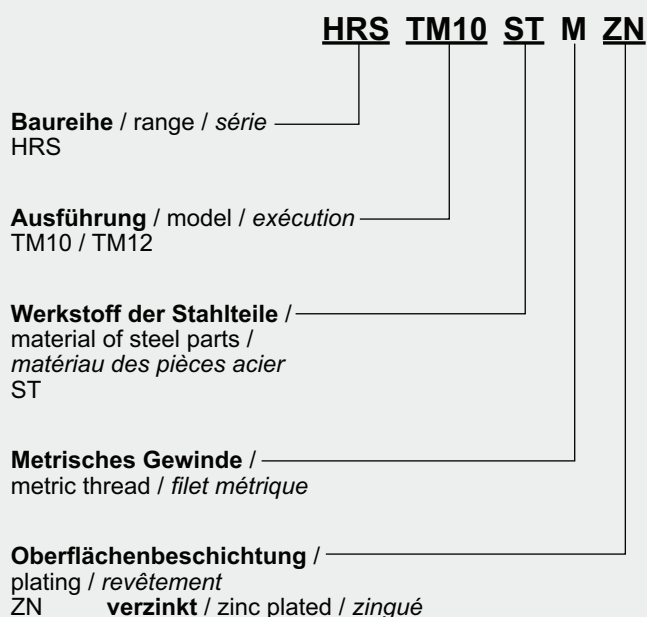 HRS TM10 ST M ZN
Baureihe / range / série
HRS
Ausführung / model / exécution
TM10 / TM12
Werkstoff der Stahlteile /
material of steel parts /
matériau des pièces acier
ST
Metrisches Gewinde /
metric thread / filet métrique
Oberflächenbeschichtung /
plating / revêtement
ZN verzinkt / zinc plated / zingué